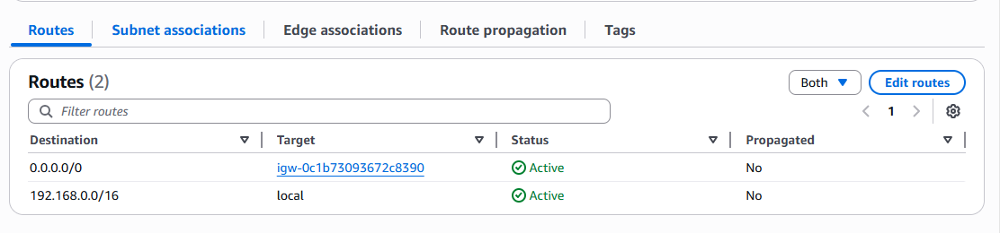 Routes Subnet associations Edge associations Route propagation Tags
Routes (2)
Both Edit routes
Filter routes
1
Destination Target Status Propagated
0.0.0.0/0 igw-0c1b73093672c8390 Active No
192.168.0.0/16 local Active No